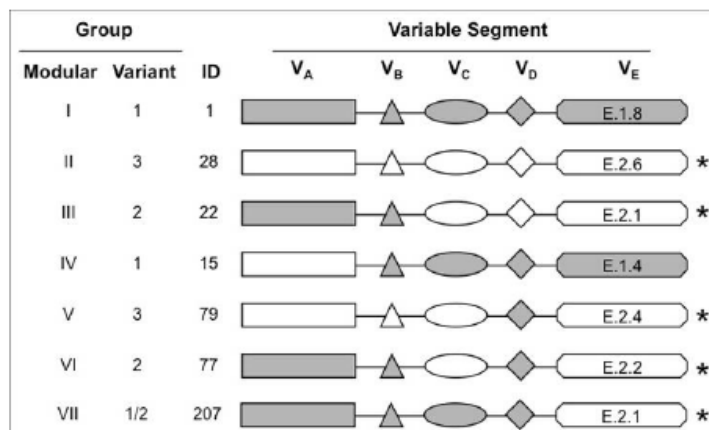 Group Variable Segment
Modular Variant ID V_A V_B V_C V_D V_E
I 1 1 E.1.8
II 3 28 E.2.6 *
III 2 22 E.2.1 *
IV 1 15 E.1.4
V 3 79 E.2.4 *
VI 2 77 E.2.2 *
VII 1/2 207 E.2.1 *